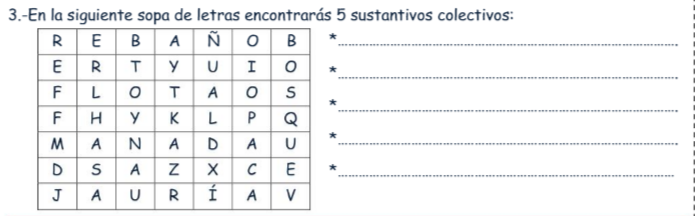 3.-En la siguiente sopa de letras encontrarás 5 sustantivos colectivos:
R E B A Ñ O B *
E R T Y U I O *
F L O T A O S *
F H Y K L P Q
M A N A D A U *
D S A Z X C E *
J A U R Í A V